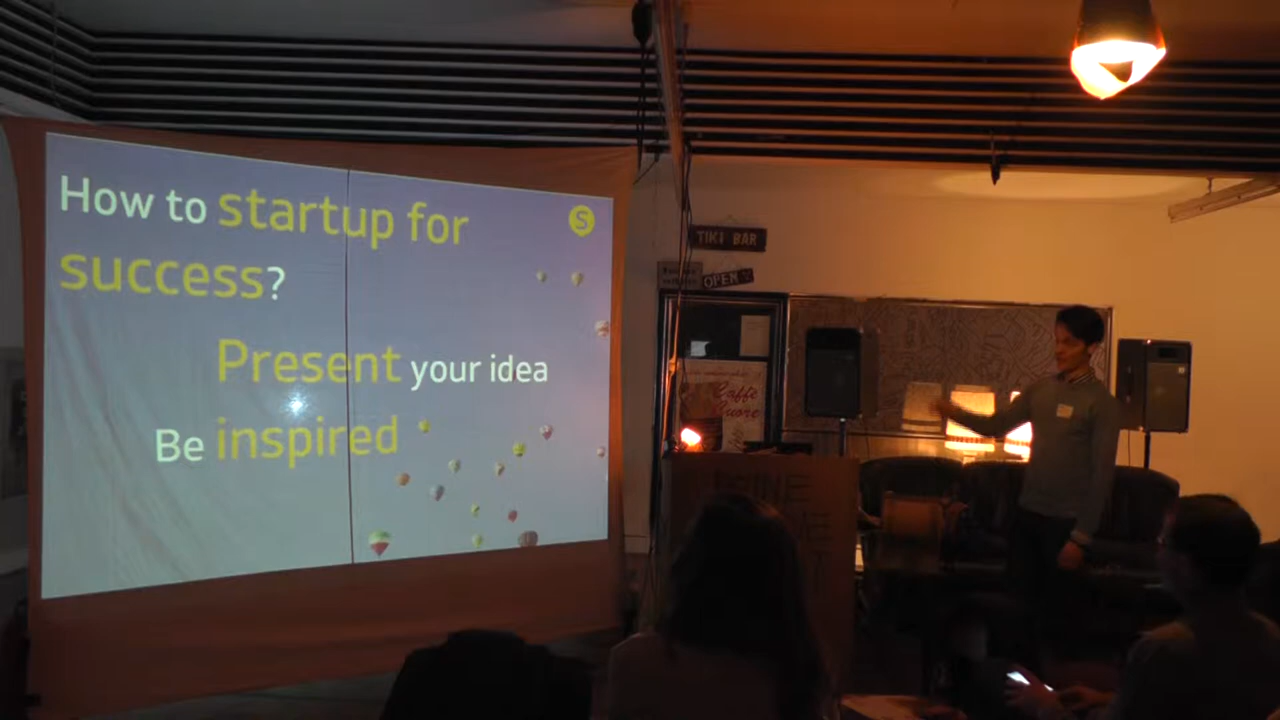 How to startup for
success?
S
Present your idea
Be inspired
TIKI BAR
OPEN
Caffè
Cuore